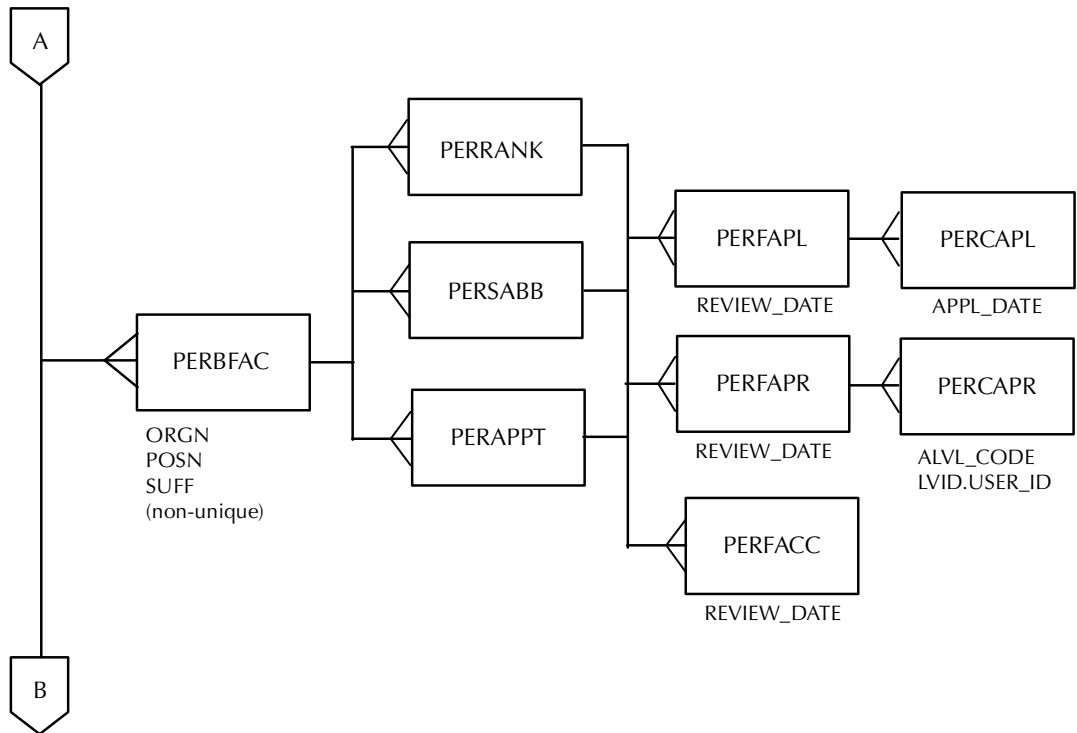 A
PERRANK
PERFAPL
PERCAPL
REVIEW_DATE
APPL_DATE
PERSABB
PERBFAC
ORGN
POSN
SUFF
(non-unique)
PERFAPR
PERCAPR
REVIEW_DATE
ALVL_CODE
LVID.USER_ID
PERAPPT
PERFACC
REVIEW_DATE
B